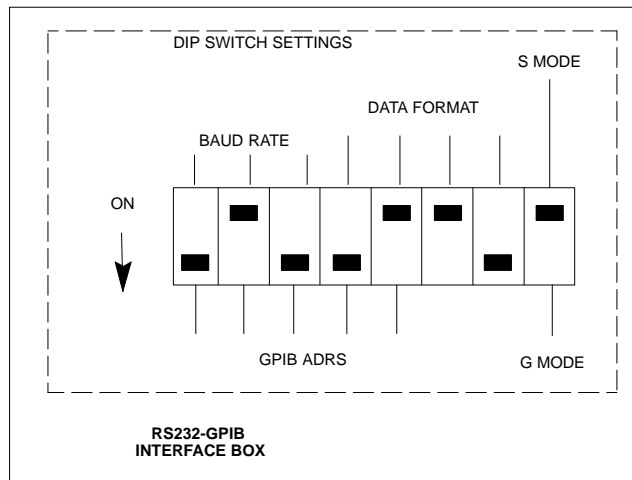 DIP SWITCH SETTINGS
S MODE
DATA FORMAT
BAUD RATE
ON
GPIB ADRS
G MODE
RS232-GPIB
INTERFACE BOX